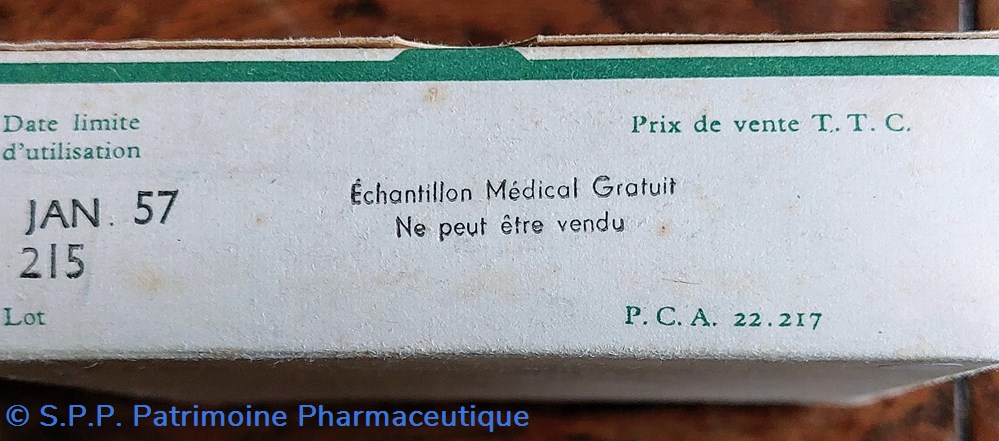 Date limite
d'utilisation
Prix de vente T. T. C.
JAN. 57
215
Échantillon Médical Gratuit
Ne peut être vendu
Lot
P. C. A. 22.217
© S.P.P. Patrimoine Pharmaceutique